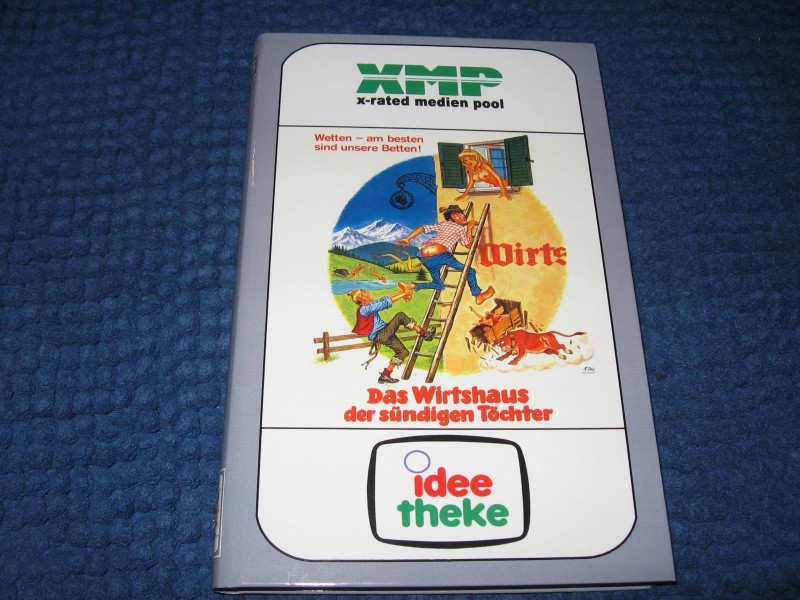 XMP
x-rated medien pool
Wetten – am besten
sind unsere Betten!
Wirts
Das Wirtshaus
der sündigen Töchter
idee
theke